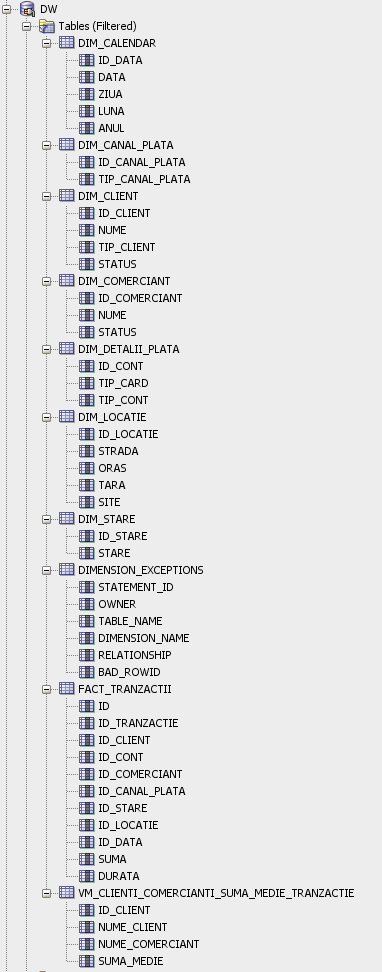 DW
Tables (Filtered)
DIM_CALENDAR
ID_DATA
DATA
ZIUA
LUNA
ANUL
DIM_CANAL_PLATA
ID_CANAL_PLATA
TIP_CANAL_PLATA
DIM_CLIENT
ID_CLIENT
NUME
TIP_CLIENT
STATUS
DIM_COMERCIANT
ID_COMERCIANT
NUME
STATUS
DIM_DETALII_PLATA
ID_CONT
TIP_CARD
TIP_CONT
DIM_LOCATIE
ID_LOCATIE
STRADA
ORAS
TARA
SITE
DIM_STARE
ID_STARE
STARE
DIMENSION_EXCEPTIONS
STATEMENT_ID
OWNER
TABLE_NAME
DIMENSION_NAME
RELATIONSHIP
BAD_ROWID
FACT_TRANZACTII
ID
ID_TRANZACTIE
ID_CLIENT
ID_CONT
ID_COMERCIANT
ID_CANAL_PLATA
ID_STARE
ID_LOCATIE
ID_DATA
SUMA
DURATA
VM_CLIENTI_COMERCIANTI_SUMA_MEDIE_TRANZACTIE
ID_CLIENT
NUME_CLIENT
NUME_COMERCIANT
SUMA_MEDIE